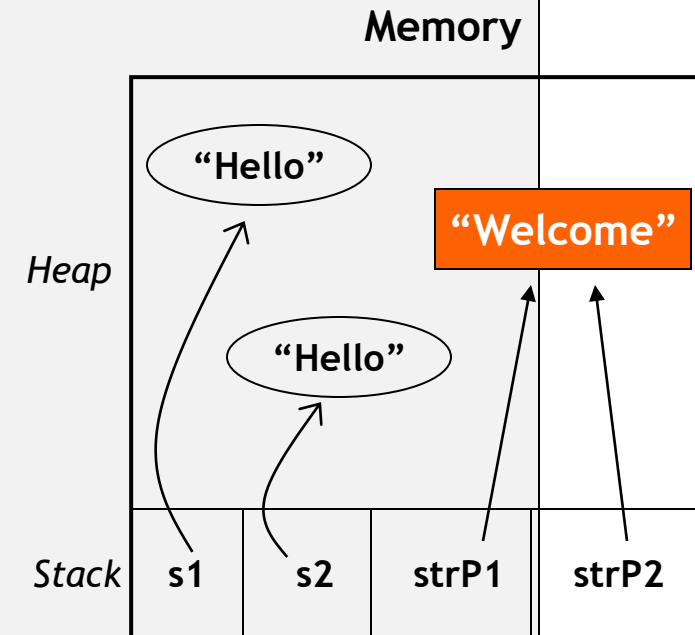 Memory
“Hello”
“Welcome”
Heap
“Hello”
Stack
s1
s2
strP1
strP2